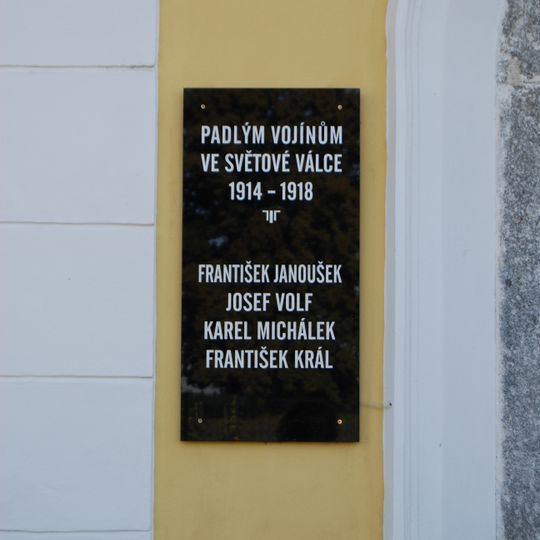 PADLÝM VOJÍNŮM
VE SVĚTOVÉ VÁLCE
1914 - 1918
FRANTIŠEK JANOUŠEK
JOSEF VOLF
KAREL MICHÁLEK
FRANTIŠEK KRÁL